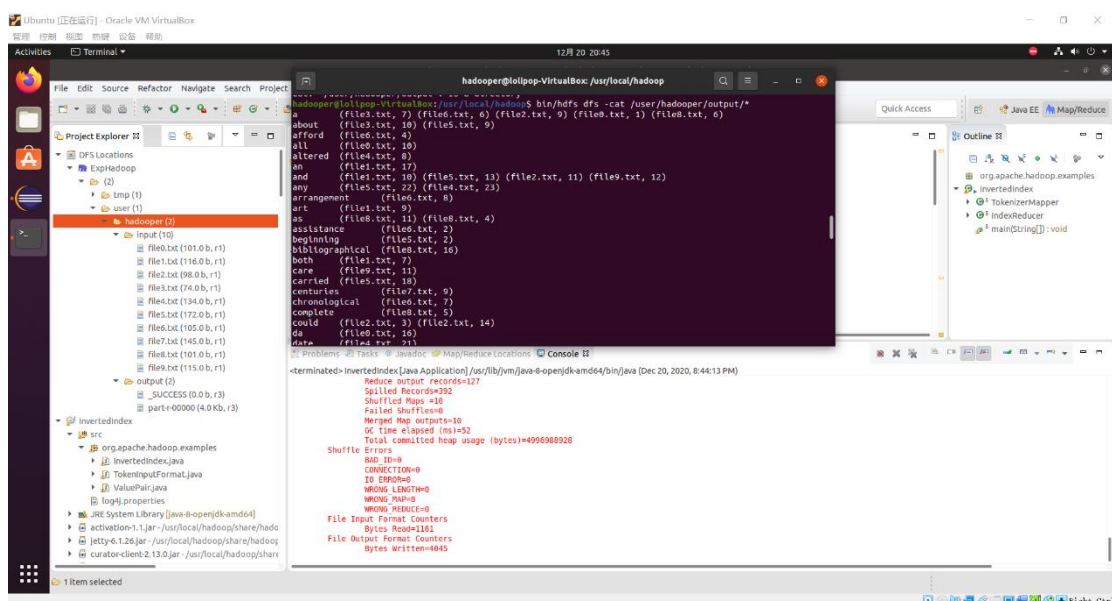 Ubuntu [正在运行] - Oracle VM VirtualBox
管理 控制 视图 热键 设备 帮助
Activities Terminal 12月 20 20:45
hadooper@lolipop-VirtualBox: /usr/local/hadoop
File Edit Source Refactor Navigate Search Project
Quick Access Java EE Map/Reduce
hadooper@lolipop-VirtualBox:/usr/local/hadoop$ bin/hdfs dfs -cat /user/hadooper/output/*
a (file3.txt, 7) (file6.txt, 6) (file2.txt, 9) (file0.txt, 1) (file8.txt, 6)
about (file3.txt, 10) (file5.txt, 9)
afford (file6.txt, 4)
all (file0.txt, 10)
altered (file4.txt, 8)
an (file1.txt, 17)
and (file1.txt, 10) (file5.txt, 13) (file2.txt, 11) (file9.txt, 12)
any (file5.txt, 22) (file4.txt, 23)
arrangement (file6.txt, 8)
art (file1.txt, 9)
as (file8.txt, 11) (file8.txt, 4)
assistance (file6.txt, 2)
beginning (file5.txt, 2)
bibliographical (file8.txt, 16)
both (file1.txt, 7)
care (file9.txt, 11)
carried (file5.txt, 18)
centuries (file7.txt, 9)
chronological (file6.txt, 7)
complete (file8.txt, 5)
could (file2.txt, 3) (file2.txt, 14)
da (file0.txt, 16)
date (file4.txt, 21)
Project Explorer
DFS Locations
ExpHadoop
(2)
tmp (1)
user (1)
hadooper (2)
input (10)
file0.txt (101.0 b, r1)
file1.txt (116.0 b, r1)
file2.txt (98.0 b, r1)
file3.txt (74.0 b, r1)
file4.txt (134.0 b, r1)
file5.txt (172.0 b, r1)
file6.txt (105.0 b, r1)
file7.txt (145.0 b, r1)
file8.txt (101.0 b, r1)
file9.txt (115.0 b, r1)
output (2)
_SUCCESS (0.0 b, r3)
part-r-00000 (4.0 Kb, r3)
InvertedIndex
src
org.apache.hadoop.examples
InvertedIndex.java
TokenInputFormat.java
ValuePair.java
log4j.properties
JRE System Library [java-8-openjdk-amd64]
activation-1.1.jar - /usr/local/hadoop/share/hado
jetty-6.1.26.jar - /usr/local/hadoop/share/hadoop
curator-client-2.13.0.jar - /usr/local/hadoop/share
Outline
org.apache.hadoop.examples
InvertedIndex
TokenizerMapper
IndexReducer
main(String[]) : void
Problems Tasks Javadoc Map/Reduce Locations Console
<terminated> InvertedIndex [Java Application] /usr/lib/jvm/java-8-openjdk-amd64/bin/java (Dec 20, 2020, 8:44:13 PM)
Reduce output records=127
Spilled Records=392
Shuffled Maps =10
Failed Shuffles=0
Merged Map outputs=10
GC time elapsed (ms)=52
Total committed heap usage (bytes)=4996988928
Shuffle Errors
BAD_ID=0
CONNECTION=0
IO_ERROR=0
WRONG_LENGTH=0
WRONG_MAP=0
WRONG_REDUCE=0
File Input Format Counters
Bytes Read=1161
File Output Format Counters
Bytes Written=4045
1 item selected
Right Ctrl